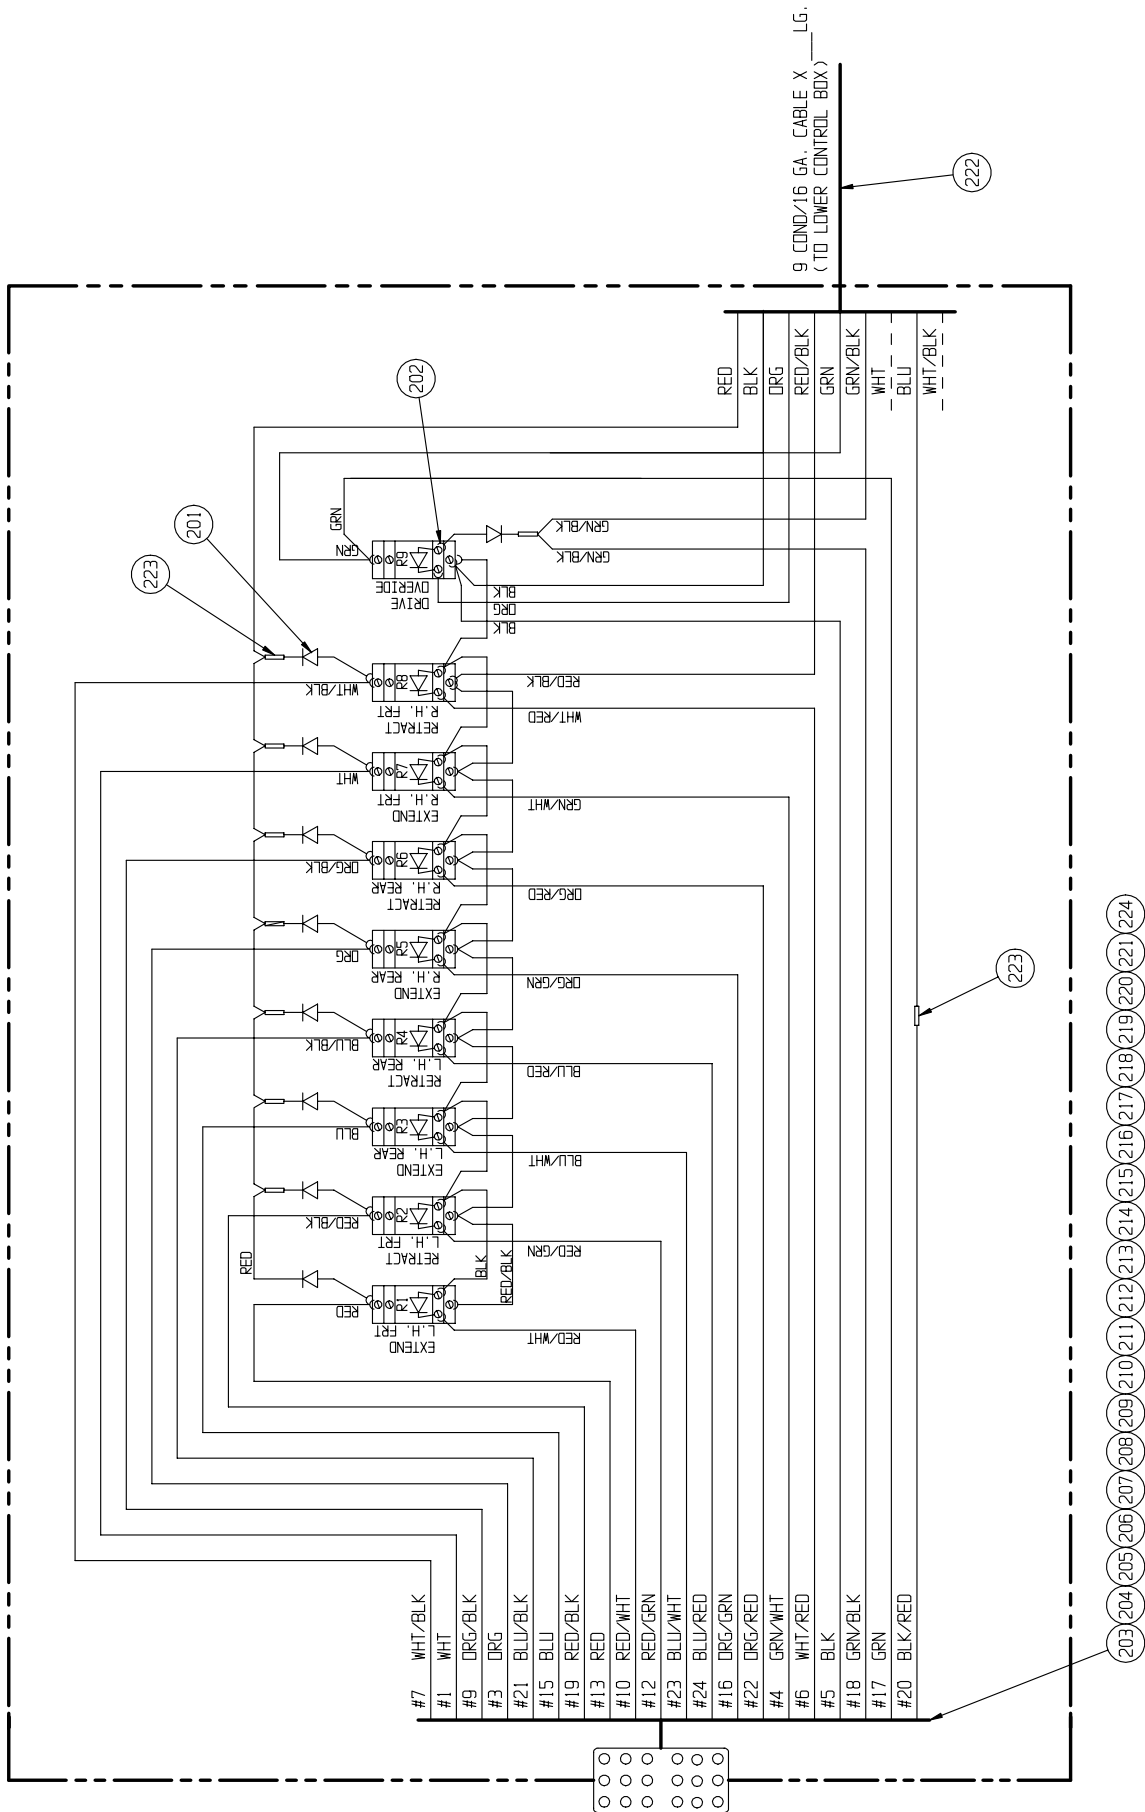 9 COND/16 GA. CABLE X ___ LG.
(TO LOWER CONTROL BOX)
222
RED
BLK
ORG
RED/BLK
GRN
GRN/BLK
WHT
BLU
WHT/BLK
202
201
223
GRN
GRN
R9
DRIVE
OVERIDE
GRN/BLK
GRN/BLK
BLK
ORG
BLK
WHT/BLK
R8
R.H. FRT
RETRACT
RED/BLK
WHT/RED
WHT
R7
R.H. FRT
EXTEND
GRN/WHT
ORG/BLK
R6
R.H. REAR
RETRACT
ORG/RED
ORG
R5
R.H. REAR
EXTEND
ORG/GRN
BLU/BLK
R4
L.H. REAR
RETRACT
BLU/RED
BLU
R3
L.H. REAR
EXTEND
BLU/WHT
RED/BLK
R2
L.H. FRT
RETRACT
RED/GRN
RED
RED
R1
L.H. FRT
EXTEND
BLK
RED/BLK
RED/WHT
223
#7 WHT/BLK
#1 WHT
#9 ORG/BLK
#3 ORG
#21 BLU/BLK
#15 BLU
#19 RED/BLK
#13 RED
#10 RED/WHT
#12 RED/GRN
#23 BLU/WHT
#24 BLU/RED
#16 ORG/GRN
#22 ORG/RED
#4 GRN/WHT
#6 WHT/RED
#5 BLK
#18 GRN/BLK
#17 GRN
#20 BLK/RED
203 204 205 206 207 208 209 210 211 212 213 214 215 216 217 218 219 220 221 224